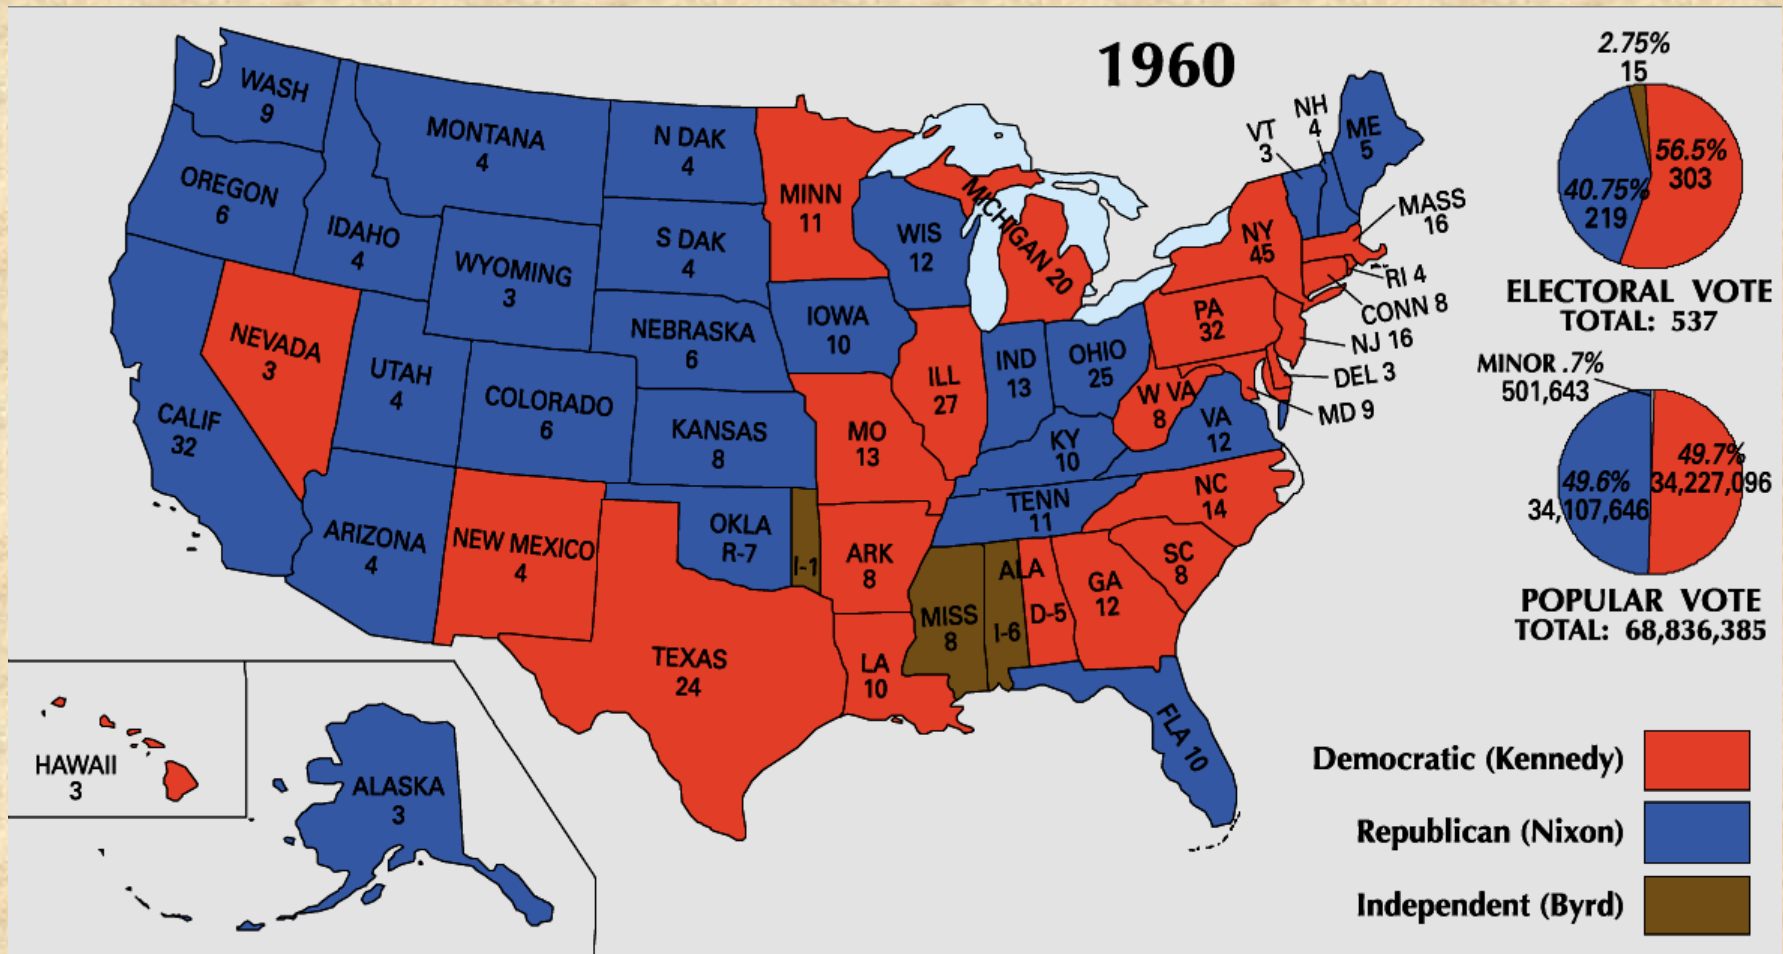 1960
WASH
9
OREGON
6
CALIF
32
NEVADA
3
IDAHO
4
MONTANA
4
WYOMING
3
UTAH
4
ARIZONA
4
COLORADO
6
NEW MEXICO
4
N DAK
4
S DAK
4
NEBRASKA
6
KANSAS
8
OKLA
R-7
I-1
TEXAS
24
MINN
11
IOWA
10
MO
13
ARK
8
LA
10
WIS
12
ILL
27
MICHIGAN 20
IND
13
OHIO
25
KY
10
TENN
11
MISS
8
ALA
I-6
D-5
GA
12
FLA 10
SC
8
NC
14
VA
12
W VA
8
PA
32
NY
45
VT
3
NH
4
ME
5
MASS
16
RI 4
CONN 8
NJ 16
DEL 3
MD 9
HAWAII
3
ALASKA
3
2.75%
15
56.5%
303
40.75%
219
ELECTORAL VOTE
TOTAL: 537
MINOR .7%
501,643
49.7%
34,227,096
49.6%
34,107,646
POPULAR VOTE
TOTAL: 68,836,385
Democratic (Kennedy)
Republican (Nixon)
Independent (Byrd)